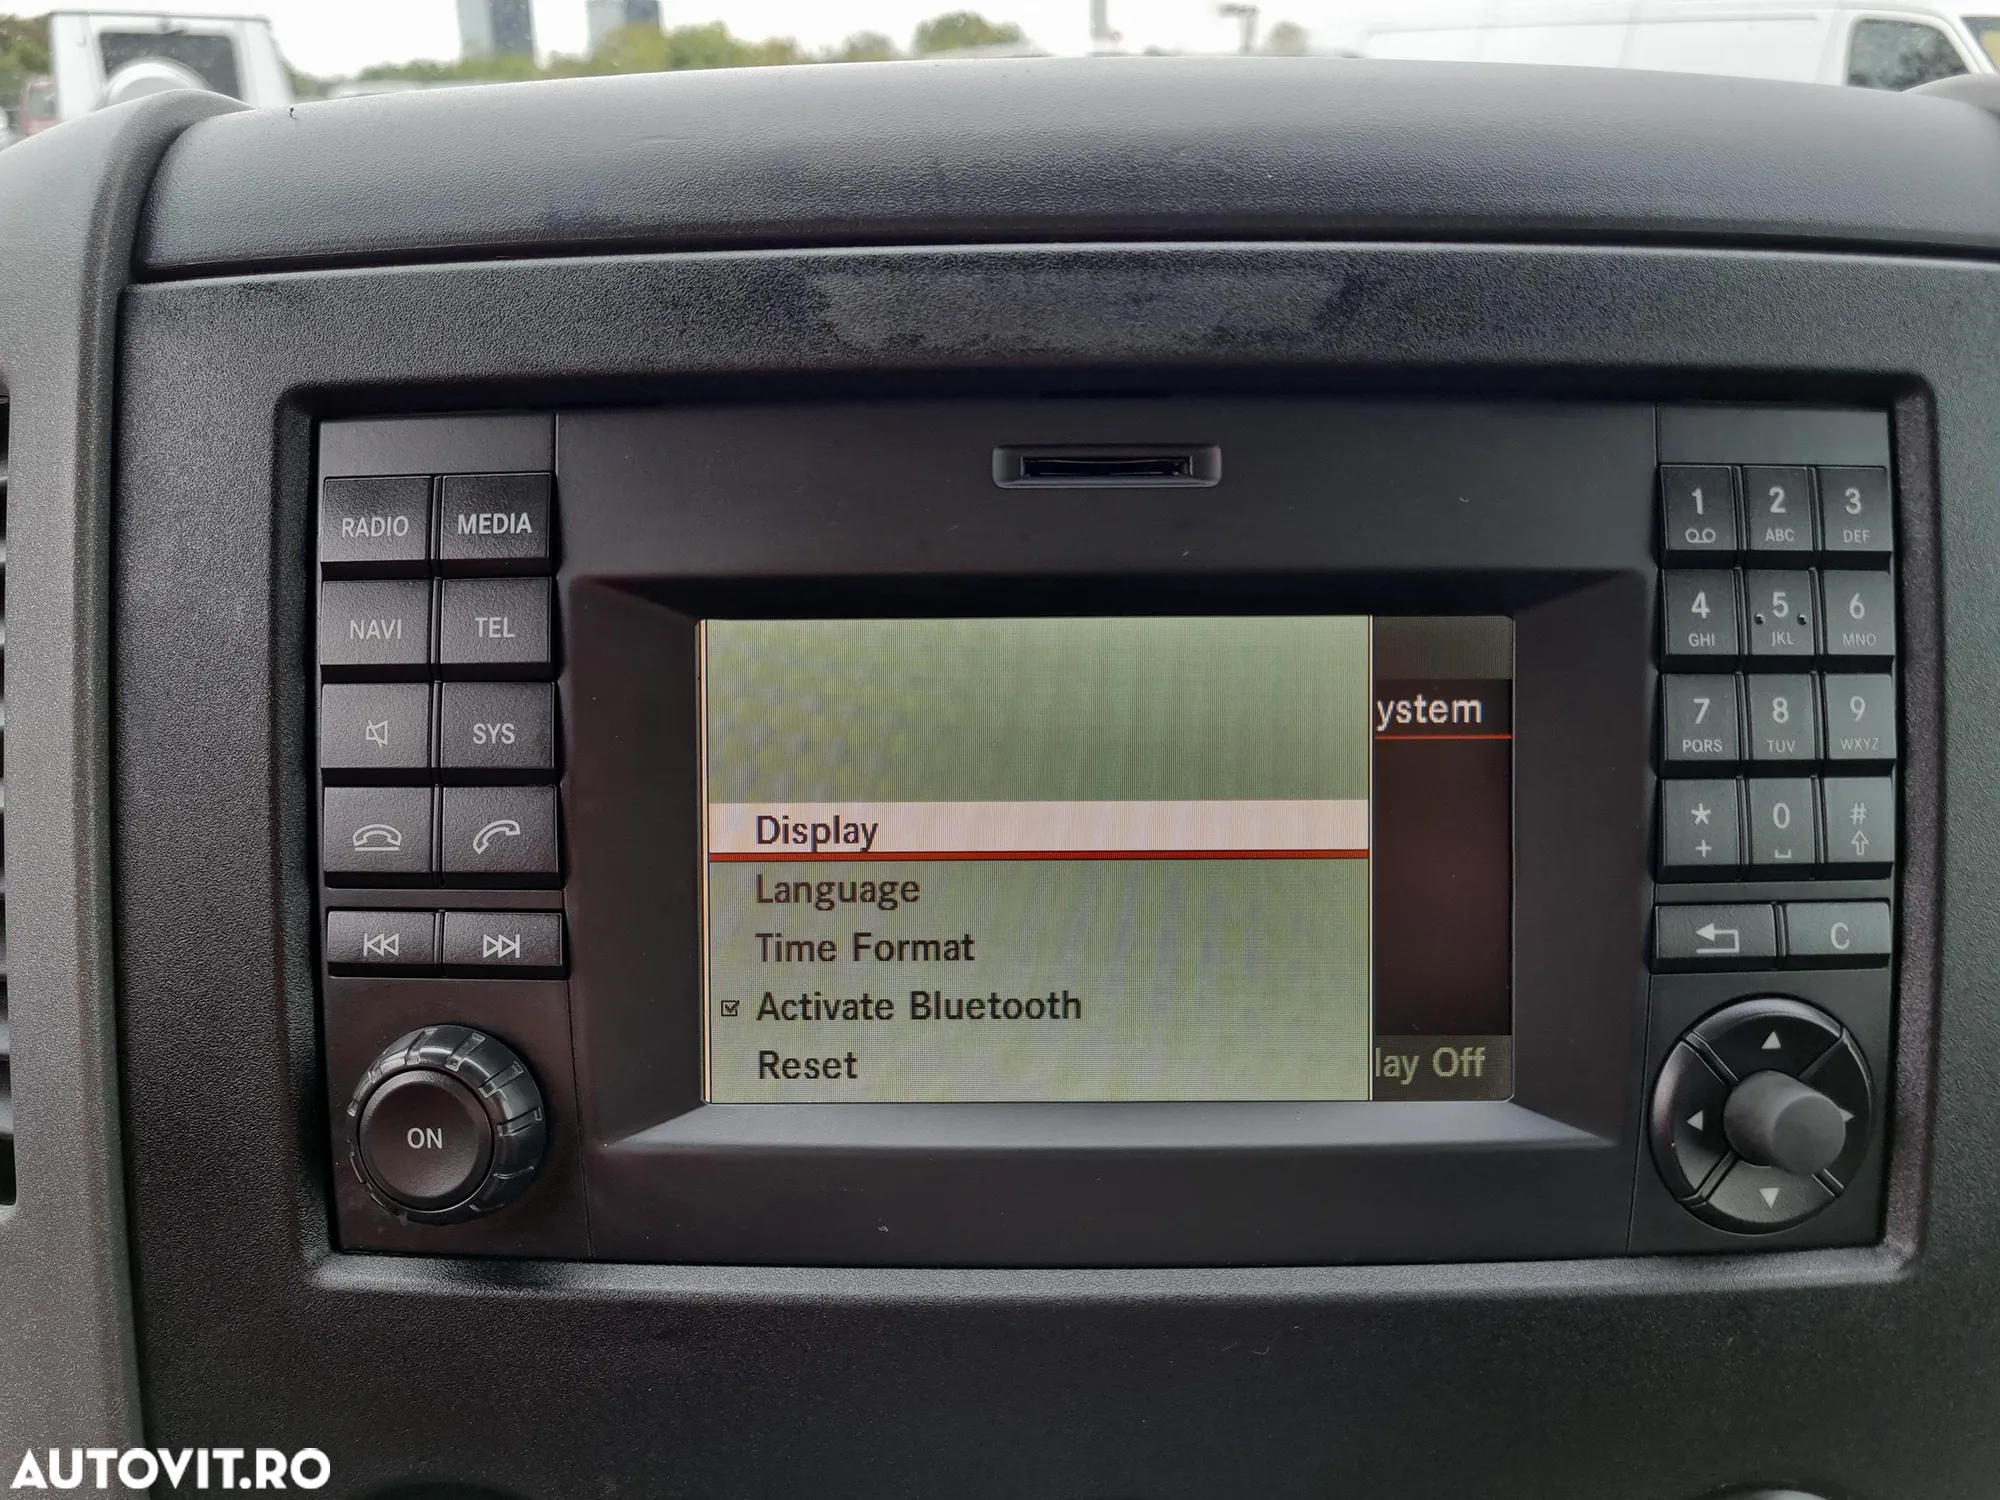 RADIO MEDIA
NAVI TEL
SYS
ON
ystem
Display
Language
Time Format
Activate Bluetooth
Reset
lay Off
1 2 3
ABC DEF
4 5 6
GHI JKL MNO
7 8 9
PQRS TUV WXYZ
* 0 #
+
C
AUTOVIT.RO